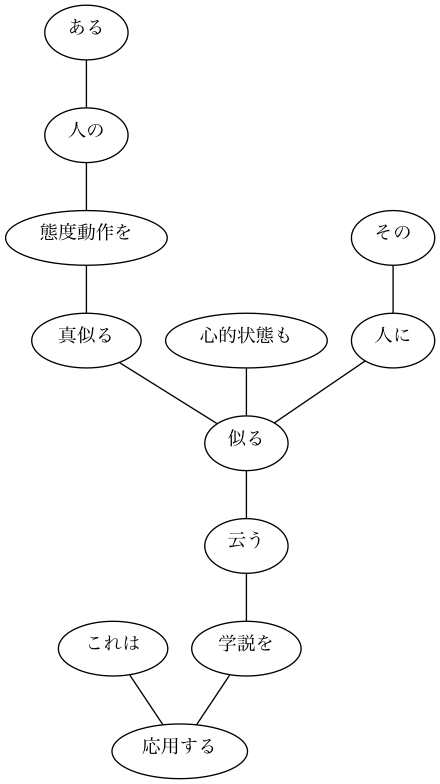 ある
人の
態度動作を
その
真似る
心的状態も
人に
似る
云う
これは
学説を
応用する